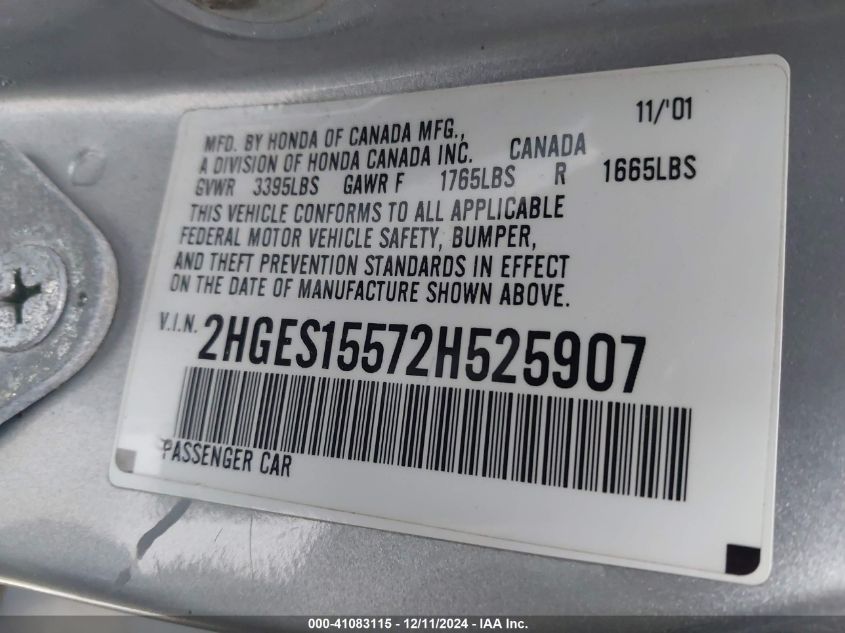 11/'01
MFD. BY HONDA OF CANADA MFG.,
A DIVISION OF HONDA CANADA INC. CANADA
GVWR 3395LBS GAWR F 1765LBS R 1665LBS
THIS VEHICLE CONFORMS TO ALL APPLICABLE
FEDERAL MOTOR VEHICLE SAFETY, BUMPER,
AND THEFT PREVENTION STANDARDS IN EFFECT
ON THE DATE OF MANUFACTURE SHOWN ABOVE.
V.I.N. 2HGES15572H525907
PASSENGER CAR
000-41083115 - 12/11/2024 - IAA Inc.